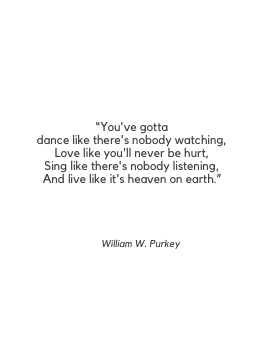 "You've gotta
dance like there's nobody watching,
Love like you'll never be hurt,
Sing like there's nobody listening,
And live like it's heaven on earth."
William W. Purkey